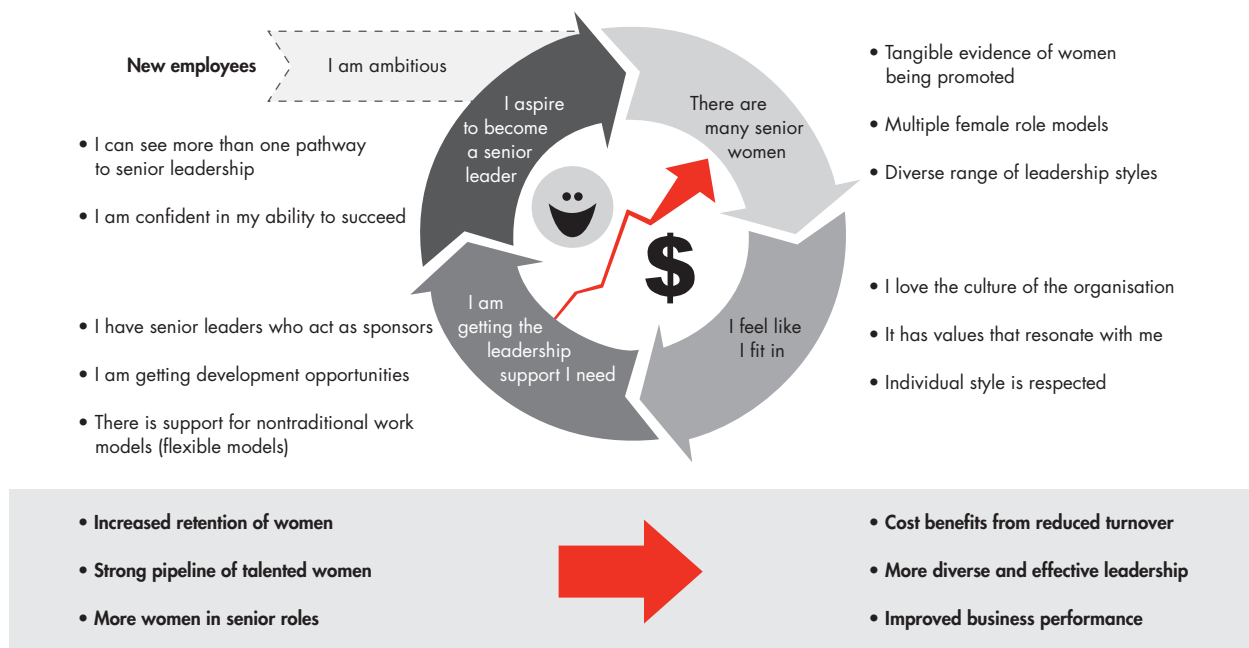 New employees
I am ambitious
I aspire
to become
a senior
leader
There are
many senior
women
• Tangible evidence of women
being promoted
• Multiple female role models
• Diverse range of leadership styles
• I can see more than one pathway
to senior leadership
• I am confident in my ability to succeed
$
• I love the culture of the organisation
• It has values that resonate with me
• Individual style is respected
I feel like
I fit in
I am
getting the
leadership
support I need
• I have senior leaders who act as sponsors
• I am getting development opportunities
• There is support for nontraditional work
models (flexible models)
• Increased retention of women
• Strong pipeline of talented women
• More women in senior roles
• Cost benefits from reduced turnover
• More diverse and effective leadership
• Improved business performance